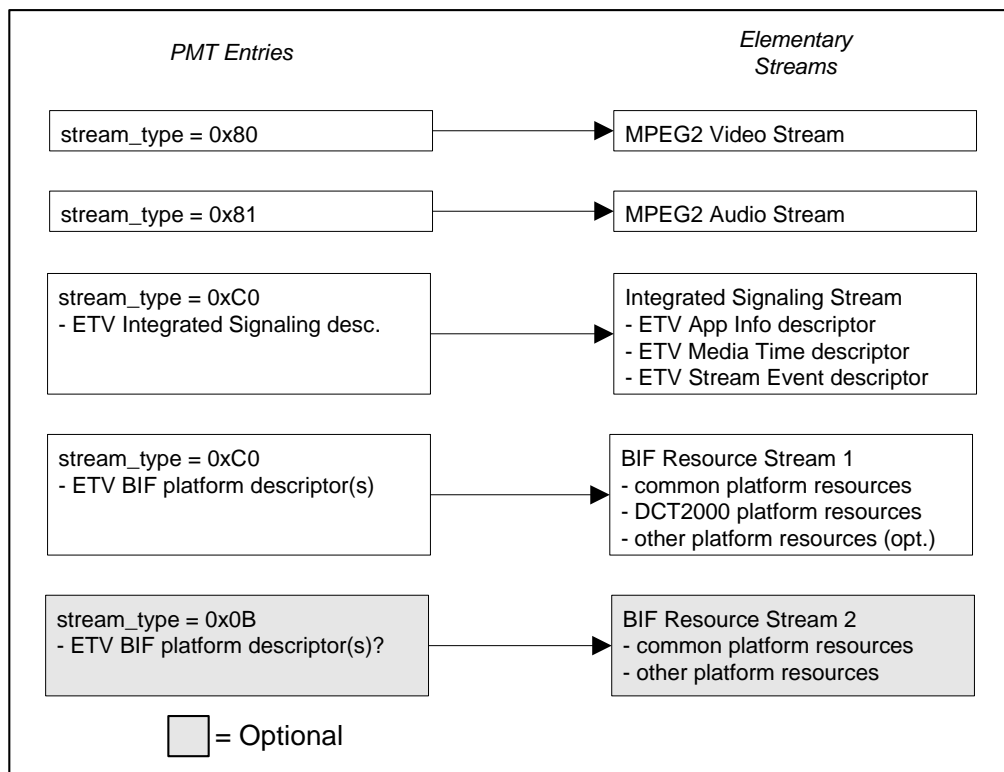 PMT Entries
Elementary
Streams
stream_type = 0x80
MPEG2 Video Stream
stream_type = 0x81
MPEG2 Audio Stream
stream_type = 0xC0
- ETV Integrated Signaling desc.
Integrated Signaling Stream
- ETV App Info descriptor
- ETV Media Time descriptor
- ETV Stream Event descriptor
stream_type = 0xC0
- ETV BIF platform descriptor(s)
BIF Resource Stream 1
- common platform resources
- DCT2000 platform resources
- other platform resources (opt.)
stream_type = 0x0B
- ETV BIF platform descriptor(s)?
BIF Resource Stream 2
- common platform resources
- other platform resources
= Optional